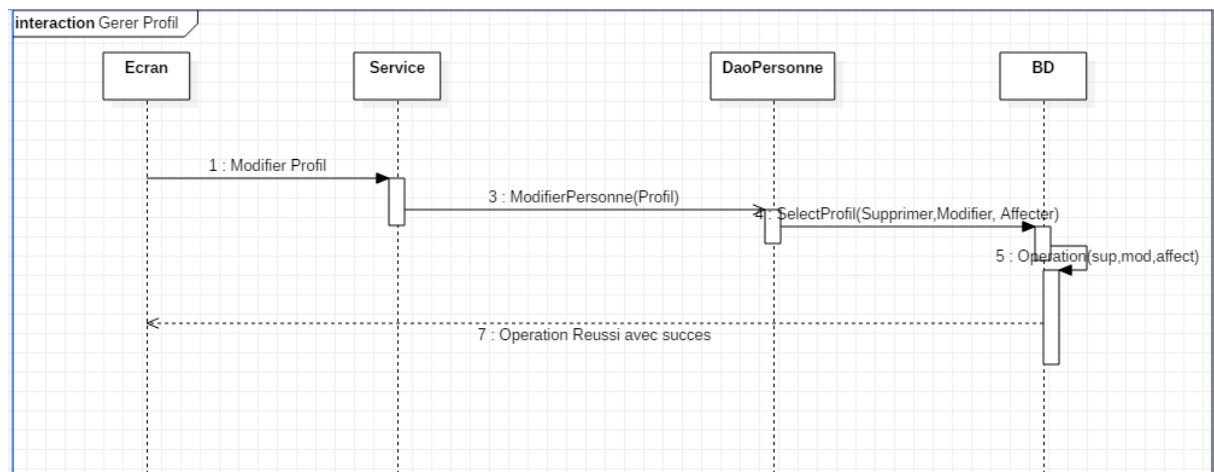 interaction Gerer Profil
Ecran
Service
DaoPersonne
BD
1 : Modifier Profil
3 : ModifierPersonne(Profil)
4 : SelectProfil(Supprimer,Modifier, Affecter)
5 : Operation(sup,mod,affect)
7 : Operation Reussi avec succes